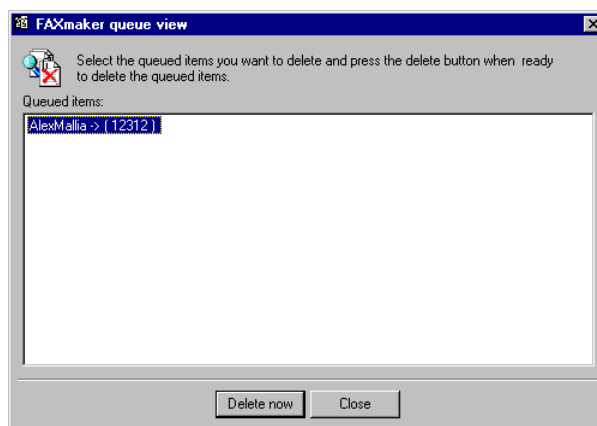 FAXmaker queue view
Select the queued items you want to delete and press the delete button when ready
to delete the queued items.
Queued items:
AlexMallia -> ( 12312 )
Delete now
Close